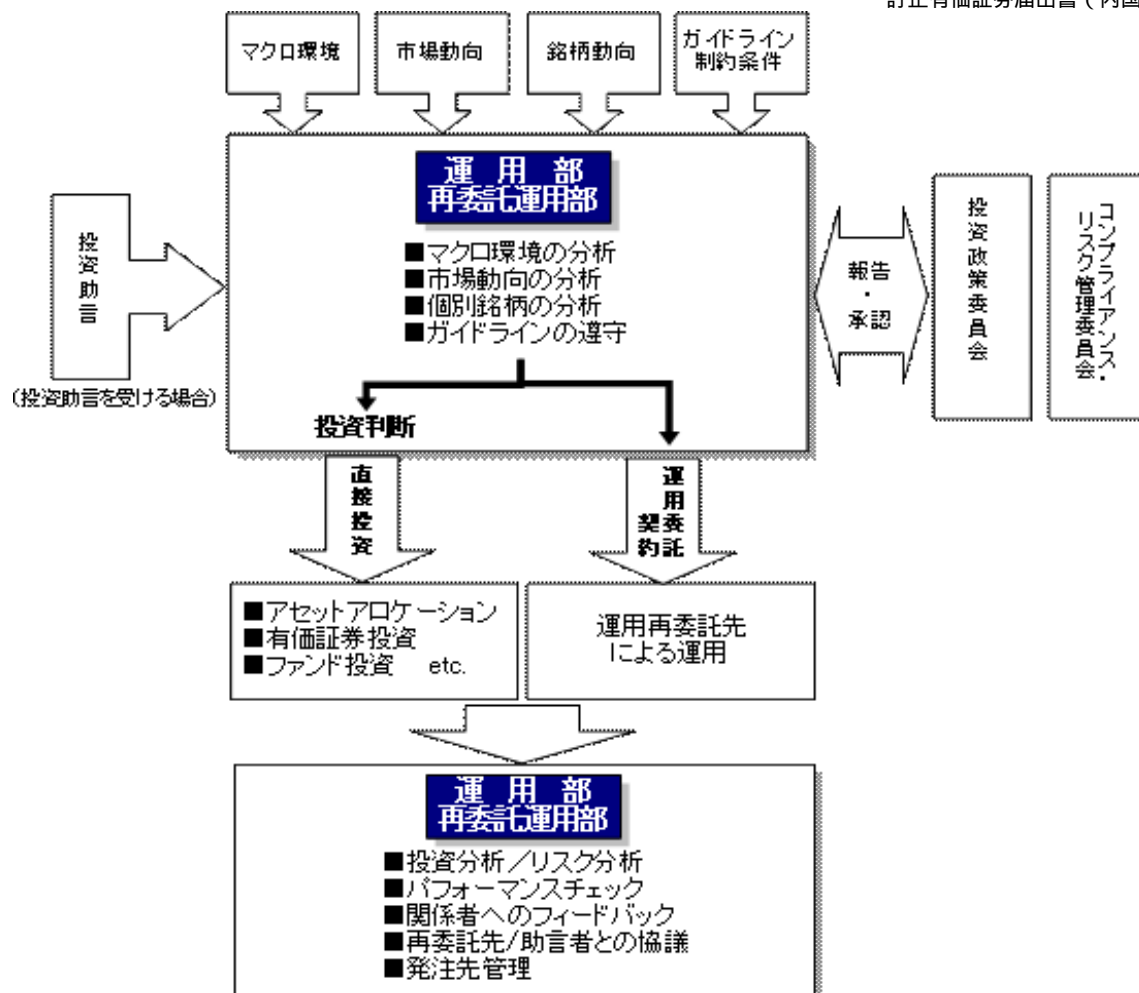 訂正有価証券届出書(内国
マクロ環境
市場動向
銘柄動向
ガイドライン
制約条件
運 用 部
再委託運用部
■マクロ環境の分析
■市場動向の分析
■個別銘柄の分析
■ガイドラインの遵守
投資助言
(投資助言を受ける場合)
報告
・
承認
投資政策委員会
コンプライアンス・
リスク管理委員会
投資判断
直接投資
運用委託
契約
■アセットアロケーション
■有価証券投資
■ファンド投資 etc.
運用再委託先
による運用
運 用 部
再委託運用部
■投資分析/リスク分析
■パフォーマンスチェック
■関係者へのフィードバック
■再委託先/助言者との協議
■発注先管理